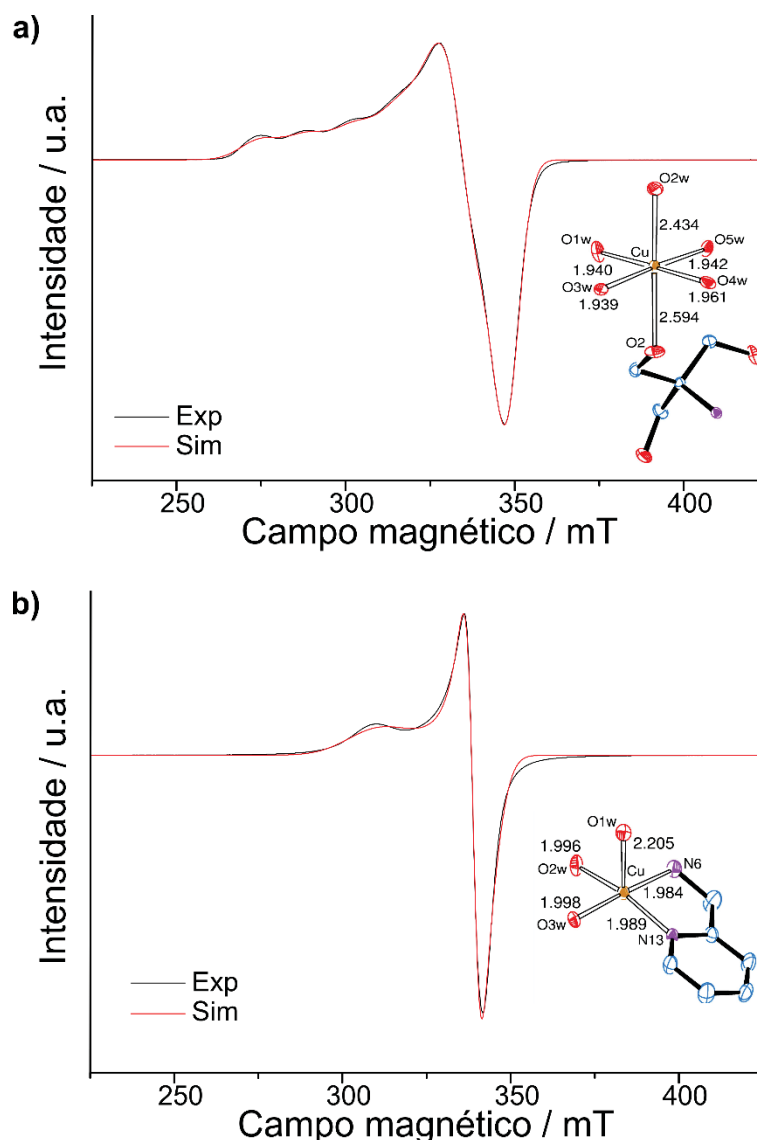 a)
Intensidade / u.a.
O2w
2.434
O1w
Cu
O5w
1.940
1.942
O3w
O4w
1.939
1.961
2.594
O2
Exp
Sim
250
300
350
400
Campo magnético / mT
b)
Intensidade / u.a.
O1w
1.996
2.205
O2w
Cu
N6
1.998
1.984
O3w
1.989
N13
Exp
Sim
250
300
350
400
Campo magnético / mT